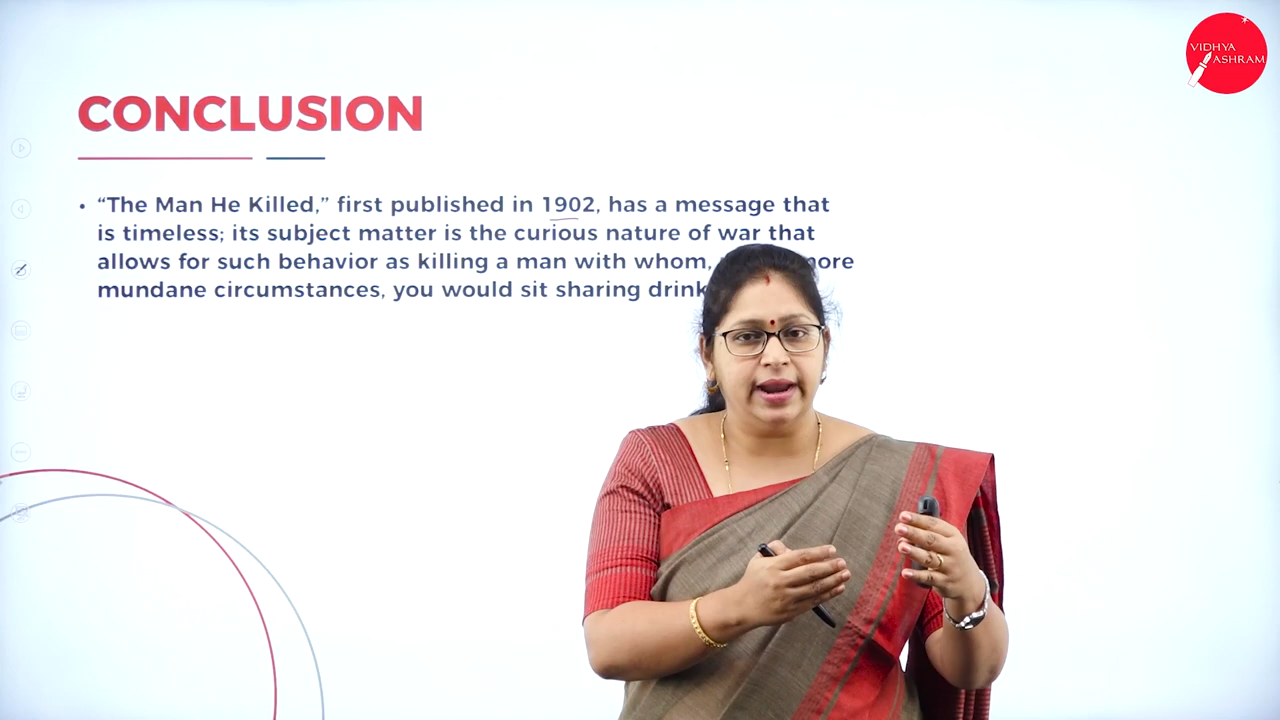 VIDHYA
ASHRAM
CONCLUSION
• “The Man He Killed,” first published in 1902, has a message that
is timeless; its subject matter is the curious nature of war that
allows for such behavior as killing a man with whom, more
mundane circumstances, you would sit sharing drink